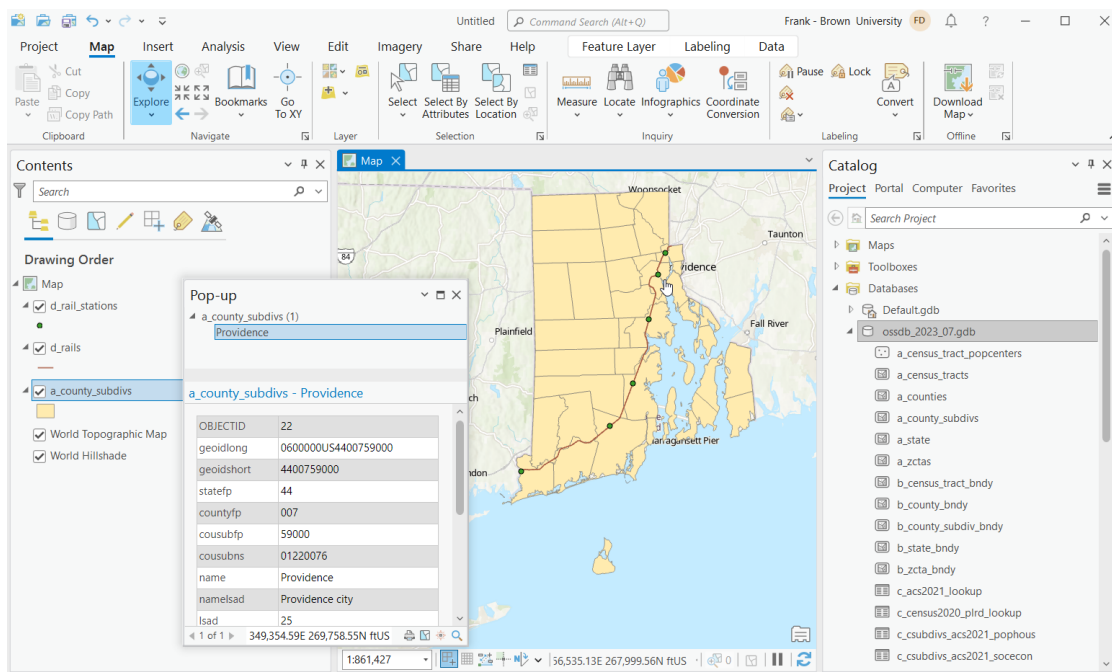 Untitled
Command Search (Alt+Q)
Frank - Brown University
FD
?
Project Map Insert Analysis View Edit Imagery Share Help Feature Layer Labeling Data
Paste
Cut
Copy
Copy Path
Clipboard
Explore
Bookmarks
Go To XY
Navigate
Layer
Select
Select By Attributes
Select By Location
Selection
Measure
Locate
Infographics
Coordinate Conversion
Inquiry
Pause
Lock
Convert
Labeling
Download Map
Offline
Contents
Search
Drawing Order
Map
d_rail_stations
d_rails
a_county_subdivs
World Topographic Map
World Hillshade
Map
Woonsocket
Taunton
84
vidence
Plainfield
Fall River
ch
Narragansett Pier
ndon
Pop-up
a_county_subdivs (1)
Providence
a_county_subdivs - Providence
OBJECTID 22
geoidlong 0600000US4400759000
geoidshort 4400759000
statefp 44
countyfp 007
cousubfp 59000
cousubns 01220076
name Providence
namelsad Providence city
lsad 25
1 of 1 349,354.59E 269,758.55N ftUS
1:861,427
56,535.13E 267,999.56N ftUS
0
Catalog
Project Portal Computer Favorites
Search Project
Maps
Toolboxes
Databases
Default.gdb
ossdb_2023_07.gdb
a_census_tract_popcenters
a_census_tracts
a_counties
a_county_subdivs
a_state
a_zctas
b_census_tract_bndy
b_county_bndy
b_county_subdiv_bndy
b_state_bndy
b_zcta_bndy
c_acs2021_lookup
c_census2020_plrd_lookup
c_csubdivs_acs2021_pophous
c_csubdivs_acs2021_socecon